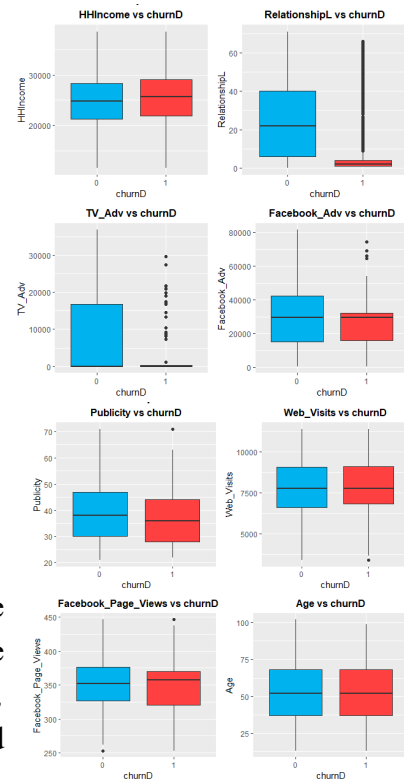 HHIncome vs churnD
RelationshipL vs churnD
HHIncome
30000
20000
0
1
churnD
RelationshipL
60
40
20
0
0
1
churnD
TV_Adv vs churnD
Facebook_Adv vs churnD
TV_Adv
30000
20000
10000
0
0
1
churnD
Facebook_Adv
80000
60000
40000
20000
0
0
1
churnD
Publicity vs churnD
Web_Visits vs churnD
Publicity
70
60
50
40
30
20
0
1
churnD
Web_Visits
10000
7500
5000
0
1
churnD
Facebook_Page_Views vs churnD
Age vs churnD
Facebook_Page_Views
450
400
350
300
250
0
1
churnD
Age
100
75
50
25
0
1
churnD